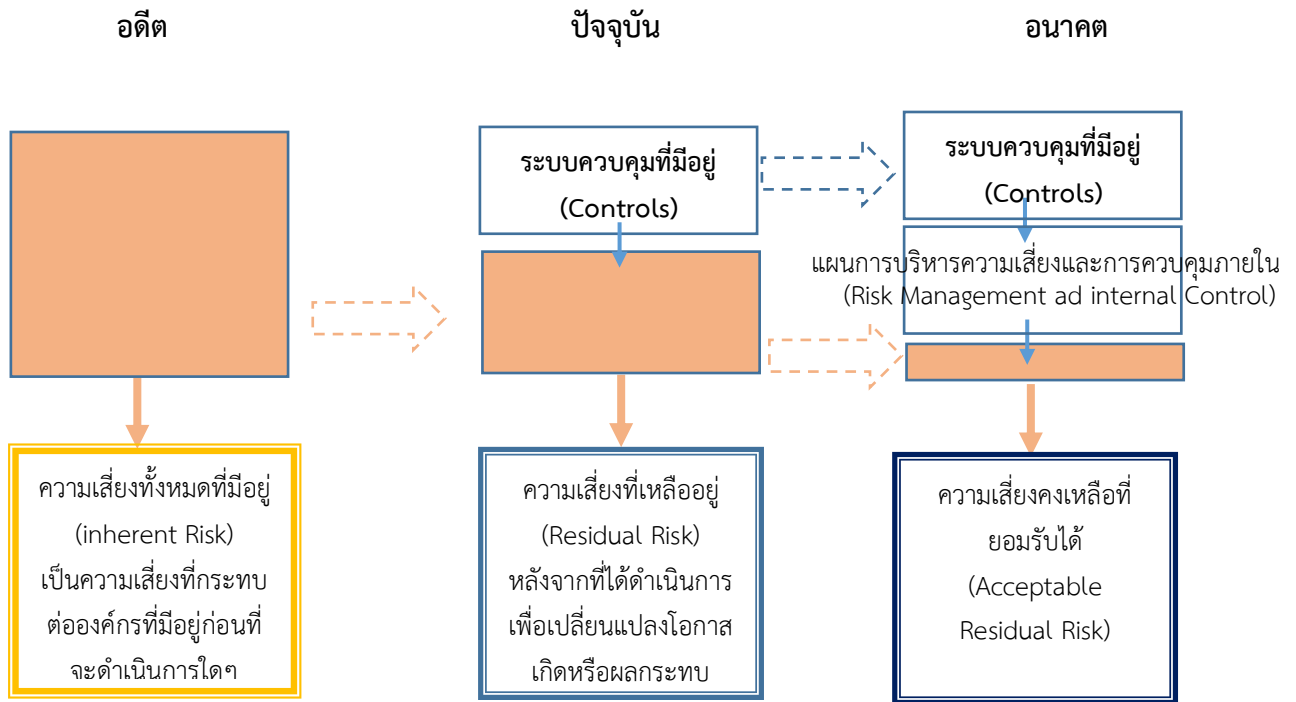 อดีต
ปัจจุบัน
อนาคต
ระบบควบคุมที่มีอยู่
(Controls)
ระบบควบคุมที่มีอยู่
(Controls)
แผนการบริหารความเสี่ยงและการควบคุมภายใน
(Risk Management ad internal Control)
ความเสี่ยงทั้งหมดที่มีอยู่
(inherent Risk)
เป็นความเสี่ยงที่กระทบ
ต่อองค์กรที่มีอยู่ก่อนที่
จะดำเนินการใดๆ
ความเสี่ยงที่เหลืออยู่
(Residual Risk)
หลังจากที่ได้ดำเนินการ
เพื่อเปลี่ยนแปลงโอกาส
เกิดหรือผลกระทบ
ความเสี่ยงคงเหลือที่
ยอมรับได้
(Acceptable
Residual Risk)